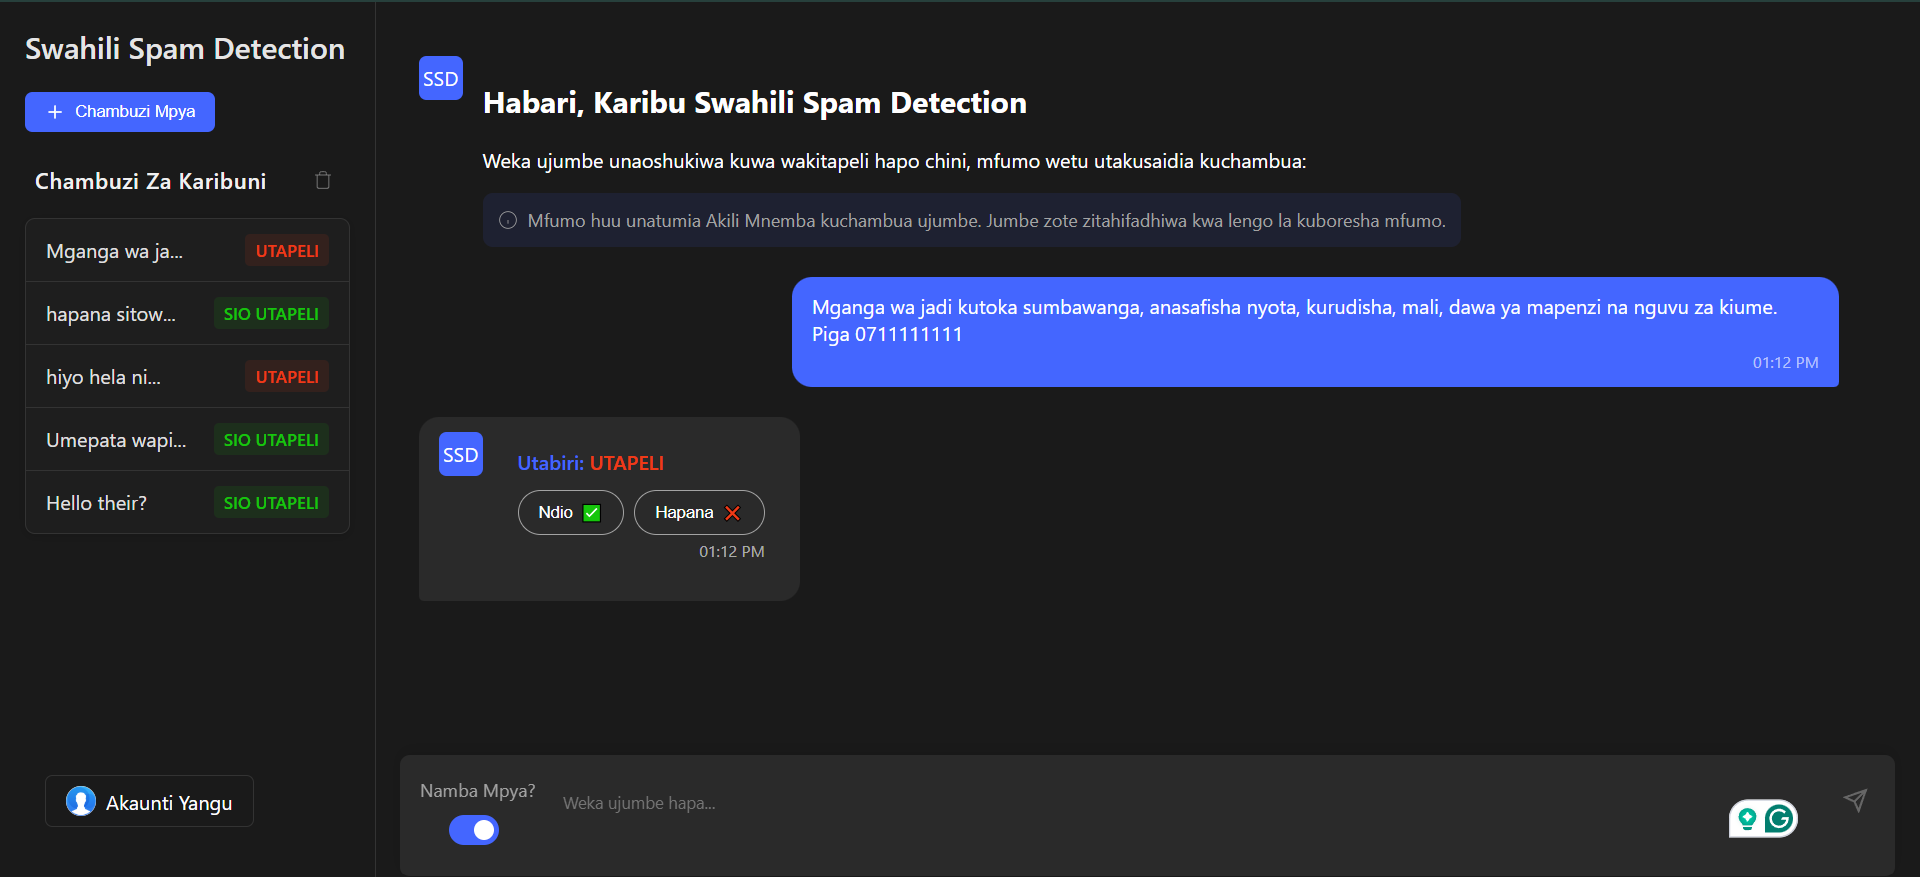 Swahili Spam Detection
+ Chambuzi Mpya
Chambuzi Za Karibuni
Mganga wa ja... UTAPELI
hapana sitow... SIO UTAPELI
hiyo hela ni... UTAPELI
Umepata wapi... SIO UTAPELI
Hello their? SIO UTAPELI
Akaunti Yangu
SSD
Habari, Karibu Swahili Spam Detection
Weka ujumbe unaoshukiwa kuwa wakitapeli hapo chini, mfumo wetu utakusaidia kuchambua:
Mfumo huu unatumia Akili Mnemba kuchambua ujumbe. Jumbe zote zitahifadhiwa kwa lengo la kuboresha mfumo.
Mganga wa jadi kutoka sumbawanga, anasafisha nyota, kurudisha, mali, dawa ya mapenzi na nguvu za kiume.
Piga 0711111111
01:12 PM
SSD
Utabiri: UTAPELI
Ndio ✅ Hapana ❌
01:12 PM
Namba Mpya?
Weka ujumbe hapa...